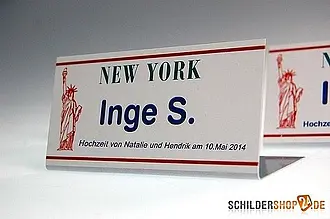 NEW YORK
Inge S.
Hochzeit von Natalie und Hendrik am 10.Mai 2014
SCHILDERSHOP24.DE